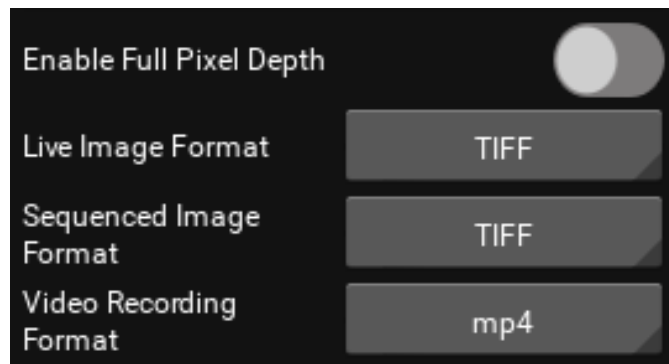 Enable Full Pixel Depth
Live Image Format
TIFF
Sequenced Image
Format
TIFF
Video Recording
Format
mp4